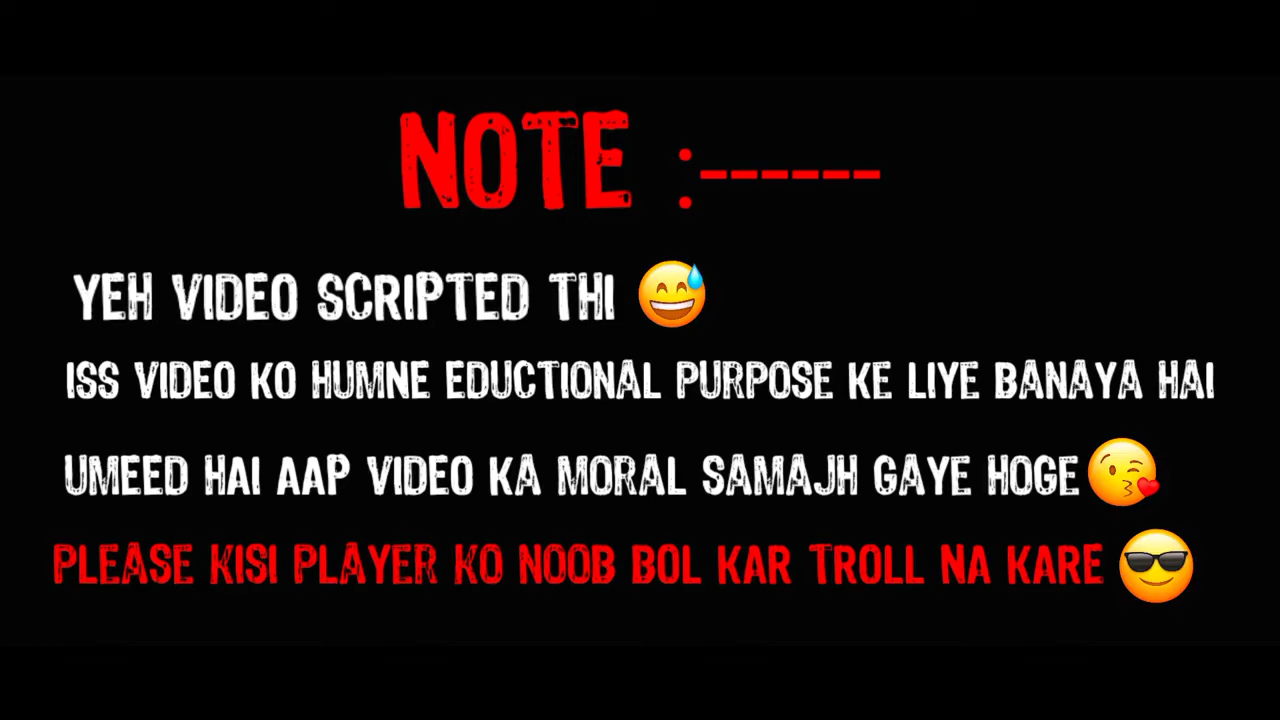 NOTE :------
YEH VIDEO SCRIPTED THI 😅
ISS VIDEO KO HUMNE EDUCTIONAL PURPOSE KE LIYE BANAYA HAI
UMEED HAI AAP VIDEO KA MORAL SAMAJH GAYE HOGE 😘
PLEASE KISI PLAYER KO NOOB BOL KAR TROLL NA KARE 😎